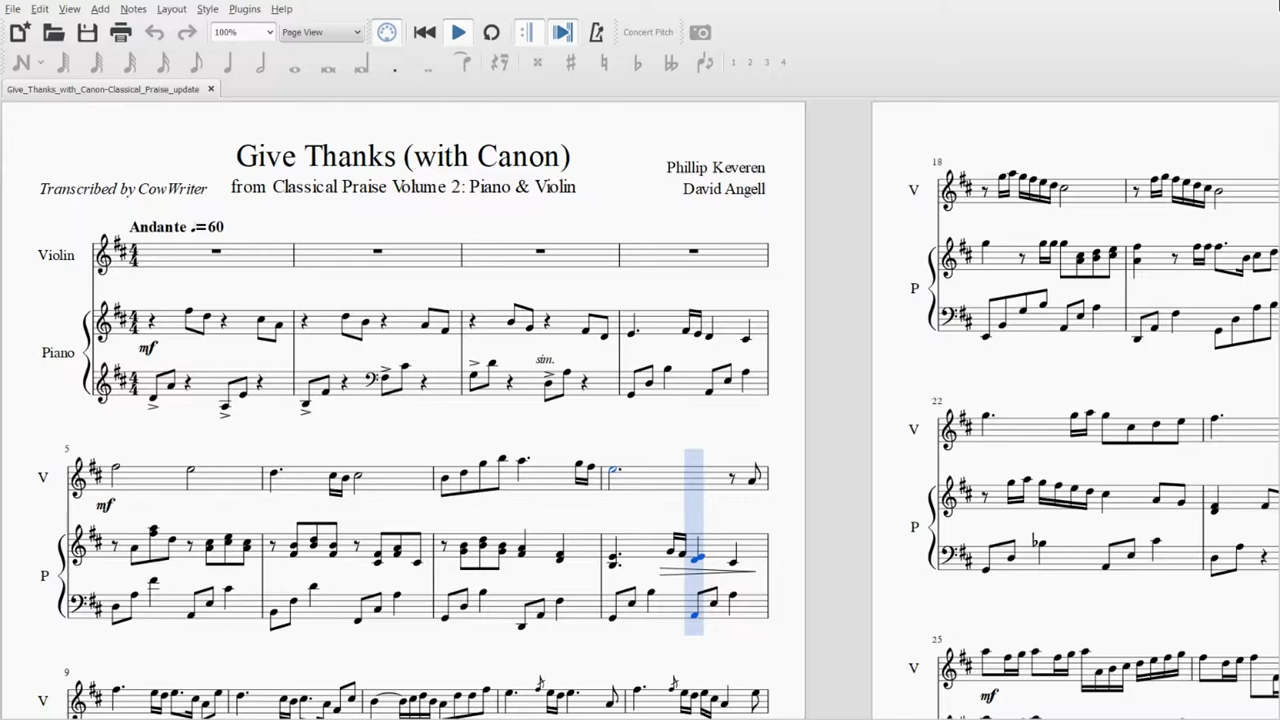 File Edit View Add Notes Layout Style Plugins Help
100% Page View Concert Pitch
1 2 3 4
Give_Thanks_with_Canon-Classical_Praise_update
Give Thanks (with Canon)
Phillip Keveren
Transcribed by CowWriter
from Classical Praise Volume 2: Piano & Violin
David Angell
Andante ♩.=60
Violin
Piano
mf
sim.
5
V
mf
P
9
V
18
V
P
22
V
P
25
V
mf